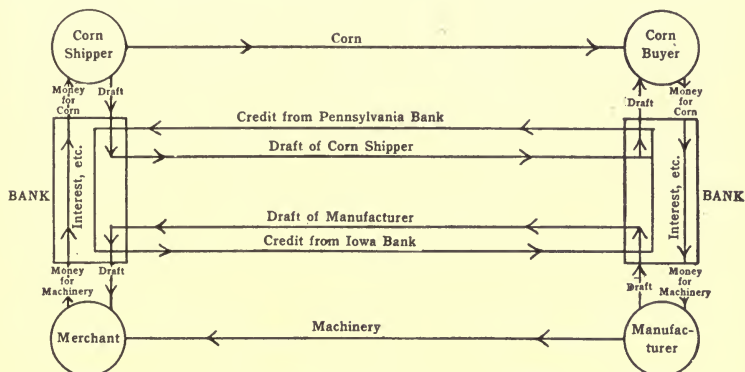 Corn
Shipper
Corn
Corn
Buyer
Money
for
Corn
Draft
Draft
Money
for
Corn
Credit from Pennsylvania Bank
Draft of Corn Shipper
BANK
Interest, etc.
Interest, etc.
BANK
Draft of Manufacturer
Credit from Iowa Bank
Money
for
Machinery
Draft
Draft
Money
for
Machinery
Merchant
Machinery
Manufac-
turer